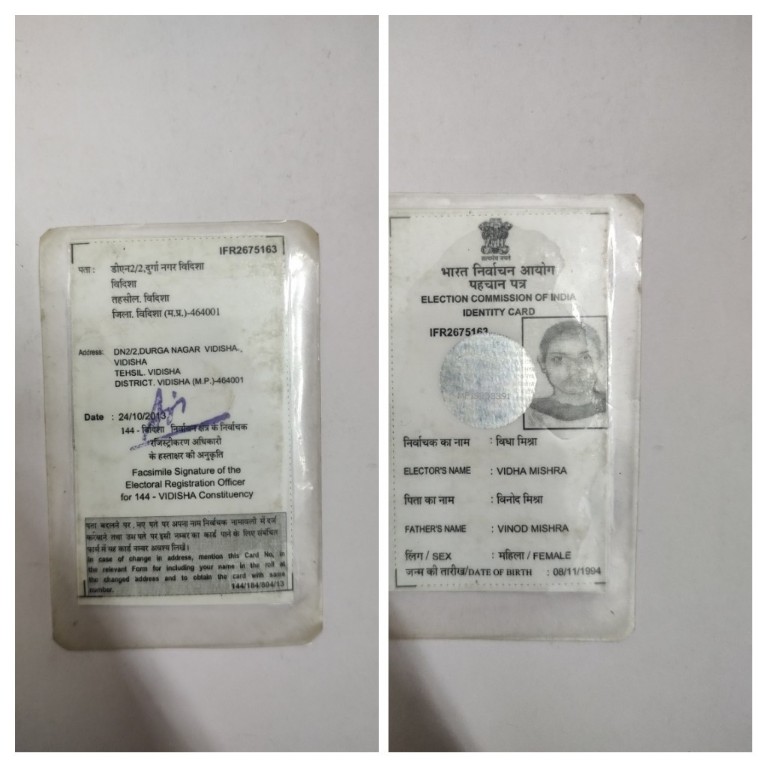 IFR2675163
पता : डीएन2/2,दुर्गा नगर विदिशा
विदिशा
तहसील. विदिशा
जिला. विदिशा (म.प्र.)-464001
Address: DN2/2,DURGA NAGAR VIDISHA.,
VIDISHA
TEHSIL. VIDISHA
DISTRICT. VIDISHA (M.P.)-464001
Date : 24/10/2013
144 - विदिशा निर्वाचन क्षेत्र के निर्वाचक
रजिस्ट्रीकरण अधिकारी
के हस्ताक्षर की अनुकृति
Facsimile Signature of the
Electoral Registration Officer
for 144 - VIDISHA Constituency
पता बदलने पर, नए पते पर अपना नाम निर्वाचक नामावली में दर्ज
करवाने तथा उस पते पर इसी नम्बर का कार्ड पाने के लिए संबंधित
फार्म में यह कार्ड नम्बर अवश्य लिखें।
In case of change in address, mention this Card No. in
the relevant Form for including your name in the roll at
the changed address and to obtain the card with same
number.
सत्यमेव जयते
भारत निर्वाचन आयोग
पहचान पत्र
ELECTION COMMISSION OF INDIA
IDENTITY CARD
IFR2675163
निर्वाचक का नाम : विधा मिश्रा
ELECTOR'S NAME : VIDHA MISHRA
पिता का नाम : विनोद मिश्रा
FATHER'S NAME : VINOD MISHRA
लिंग / SEX : महिला / FEMALE
जन्म की तारीख/DATE OF BIRTH : 08/11/1994